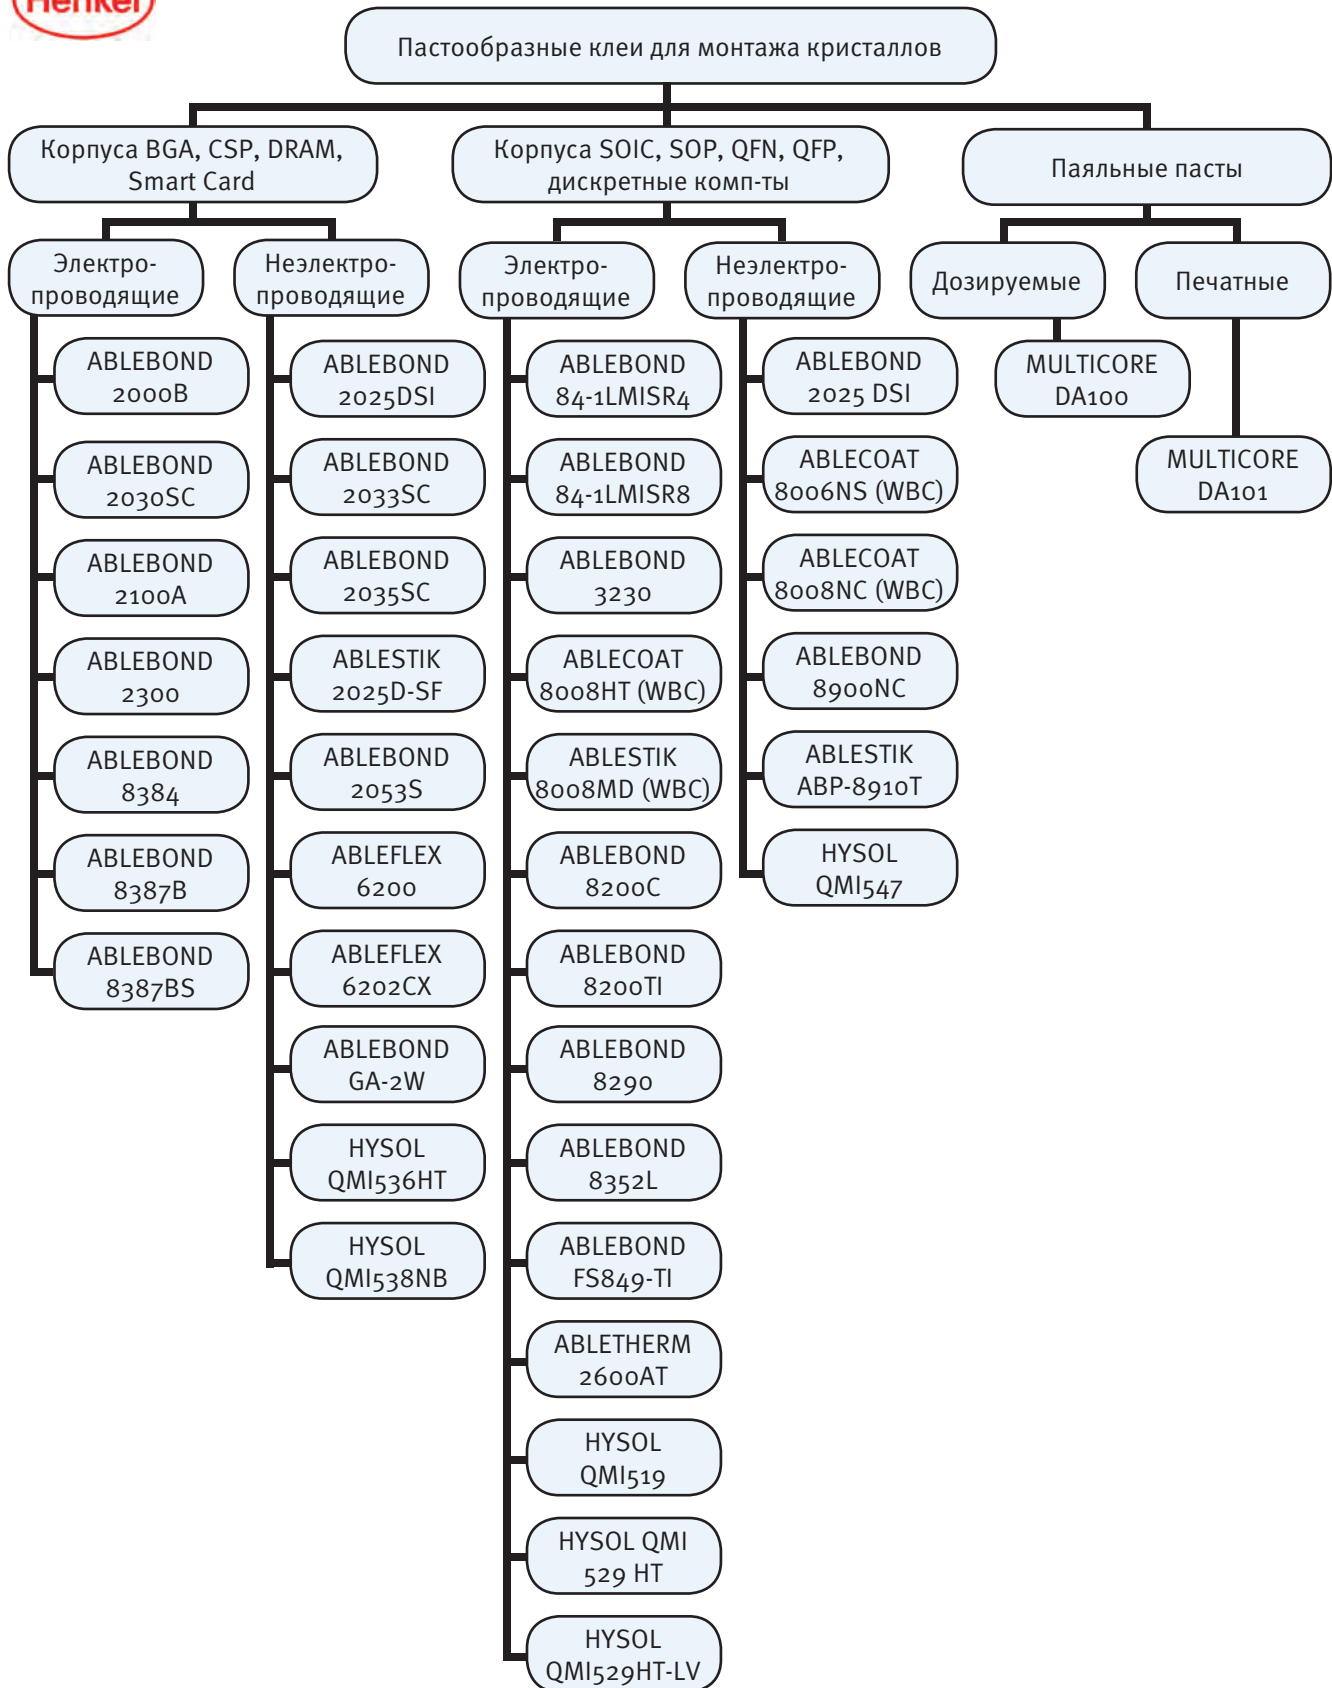 Henkel
Пастообразные клеи для монтажа кристаллов
Корпуса BGA, CSP, DRAM,
Smart Card
Электро-
проводящие
ABLEBOND
2000B
ABLEBOND
2030SC
ABLEBOND
2100A
ABLEBOND
2300
ABLEBOND
8384
ABLEBOND
8387B
ABLEBOND
8387BS
Неэлектро-
проводящие
ABLEBOND
2025DSI
ABLEBOND
2033SC
ABLEBOND
2035SC
ABLESTIK
2025D-SF
ABLEBOND
2053S
ABLEFLEX
6200
ABLEFLEX
6202CX
ABLEBOND
GA-2W
HYSOL
QMI536HT
HYSOL
QMI538NB
Корпуса SOIC, SOP, QFN, QFP,
дискретные комп-ты
Электро-
проводящие
ABLEBOND
84-1LMISR4
ABLEBOND
84-1LMISR8
ABLEBOND
3230
ABLECOAT
8008HT (WBC)
ABLESTIK
8008MD (WBC)
ABLEBOND
8200C
ABLEBOND
8200TI
ABLEBOND
8290
ABLEBOND
8352L
ABLEBOND
FS849-TI
ABLETHERM
2600AT
HYSOL
QMI519
HYSOL QMI
529 HT
HYSOL
QMI529HT-LV
Неэлектро-
проводящие
ABLEBOND
2025 DSI
ABLECOAT
8006NS (WBC)
ABLECOAT
8008NC (WBC)
ABLEBOND
8900NC
ABLESTIK
ABP-8910T
HYSOL
QMI547
Паяльные пасты
Дозируемые
MULTICORE
DA100
Печатные
MULTICORE
DA101